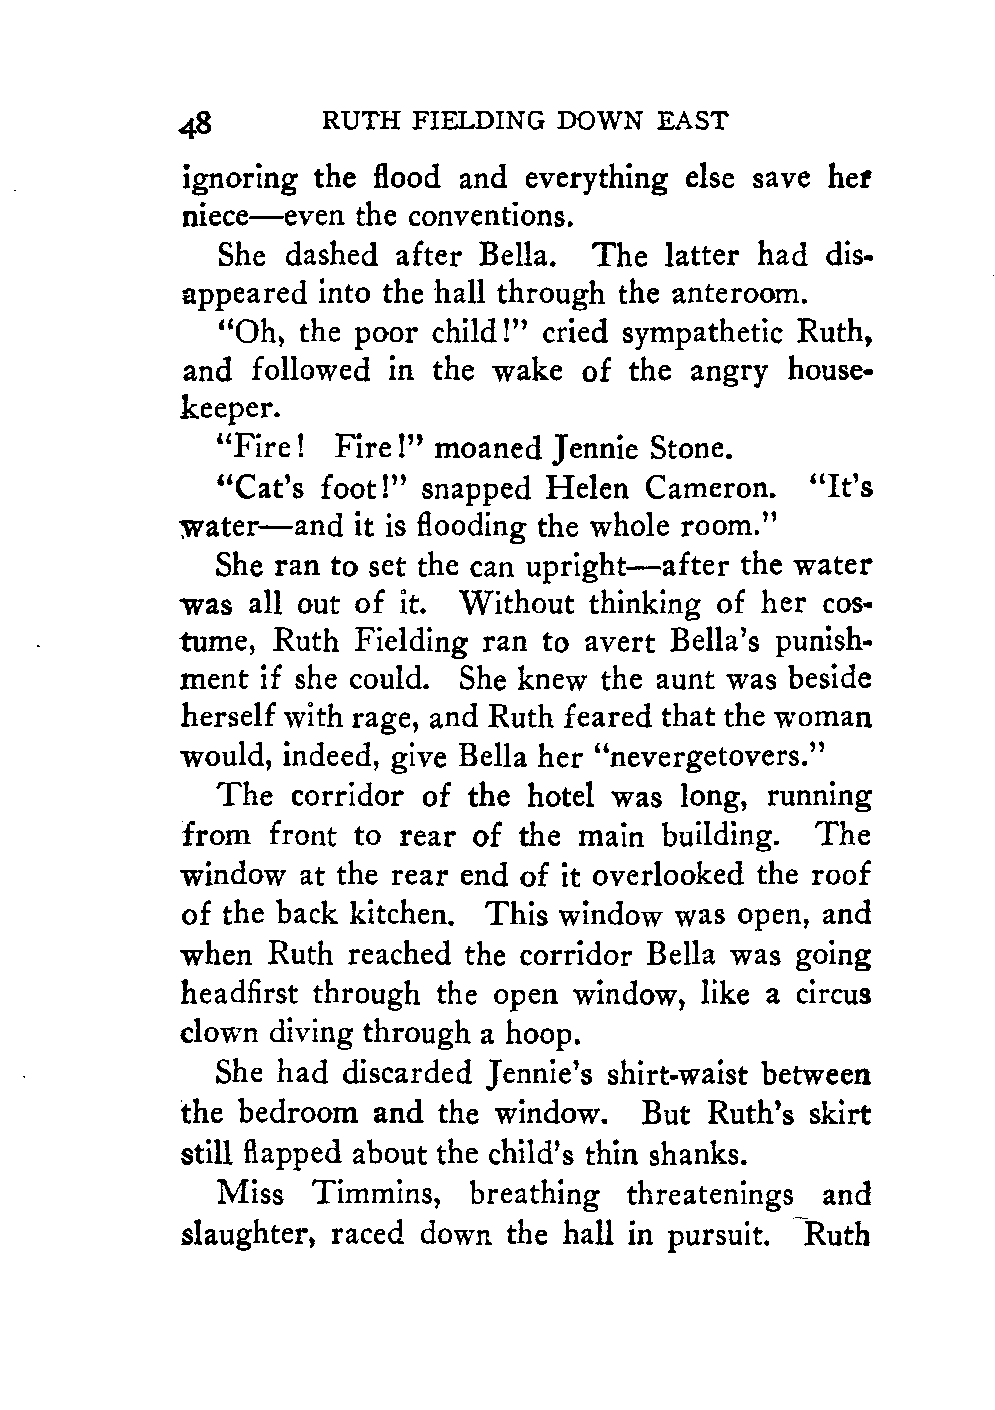 48 RUTH FIELDING DOWN EAST
ignoring the flood and everything else save her
niece—even the conventions.
She dashed after Bella. The latter had dis-
appeared into the hall through the anteroom.
“Oh, the poor child!” cried sympathetic Ruth,
and followed in the wake of the angry house-
keeper.
“Fire! Fire!” moaned Jennie Stone.
“Cat’s foot!” snapped Helen Cameron. “It’s
water—and it is flooding the whole room.”
She ran to set the can upright—after the water
was all out of it. Without thinking of her cos-
tume, Ruth Fielding ran to avert Bella’s punish-
ment if she could. She knew the aunt was beside
herself with rage, and Ruth feared that the woman
would, indeed, give Bella her “nevergetovers.”
The corridor of the hotel was long, running
from front to rear of the main building. The
window at the rear end of it overlooked the roof
of the back kitchen. This window was open, and
when Ruth reached the corridor Bella was going
headfirst through the open window, like a circus
clown diving through a hoop.
She had discarded Jennie’s shirt-waist between
the bedroom and the window. But Ruth’s skirt
still flapped about the child’s thin shanks.
Miss Timmins, breathing threatenings and
slaughter, raced down the hall in pursuit. Ruth